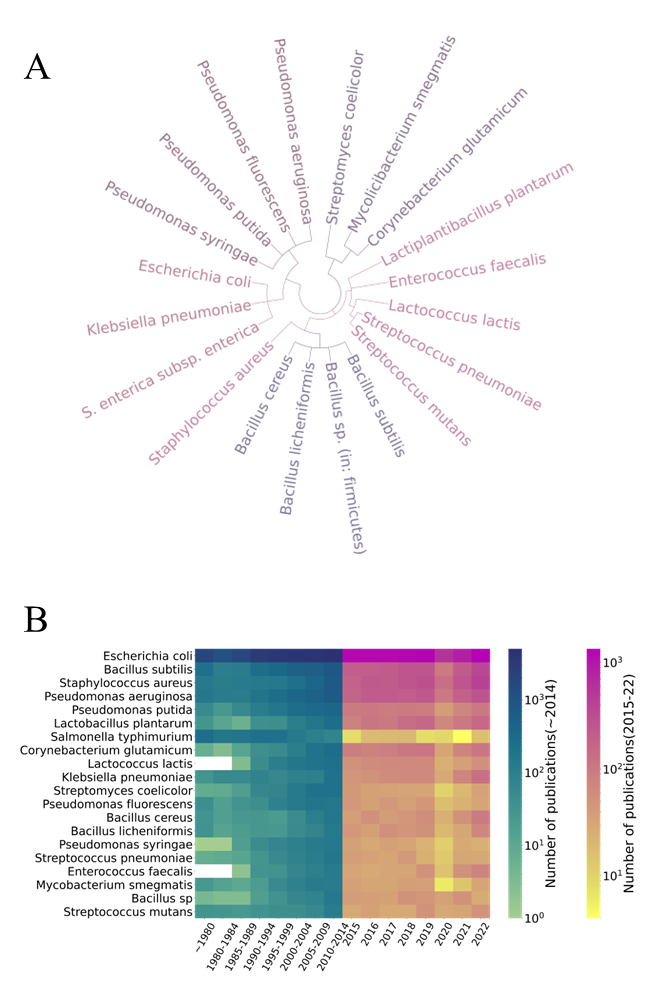 A
Pseudomonas aeruginosa
Streptomyces coelicolor
Mycolicibacterium smegmatis
Corynebacterium glutamicum
Lactiplantibacillus plantarum
Enterococcus faecalis
Lactococcus lactis
Streptococcus pneumoniae
Streptococcus mutans
Bacillus subtilis
Bacillus sp. (in: firmicutes)
Bacillus licheniformis
Bacillus cereus
Staphylococcus aureus
S. enterica subsp. enterica
Klebsiella pneumoniae
Escherichia coli
Pseudomonas syringae
Pseudomonas putida
Pseudomonas fluorescens
B
Escherichia coli
Bacillus subtilis
Staphylococcus aureus
Pseudomonas aeruginosa
Pseudomonas putida
Lactobacillus plantarum
Salmonella typhimurium
Corynebacterium glutamicum
Lactococcus lactis
Klebsiella pneumoniae
Streptomyces coelicolor
Pseudomonas fluorescens
Bacillus cereus
Bacillus licheniformis
Pseudomonas syringae
Streptococcus pneumoniae
Enterococcus faecalis
Mycobacterium smegmatis
Bacillus sp
Streptococcus mutans
~1980
1980-1984
1985-1989
1990-1994
1995-1999
2000-2004
2005-2009
2010-2014
2015
2016
2017
2018
2019
2020
2021
2022
10³
10²
10¹
10⁰
Number of publications(~2014)
10³
10²
10¹
Number of publications(2015-22)